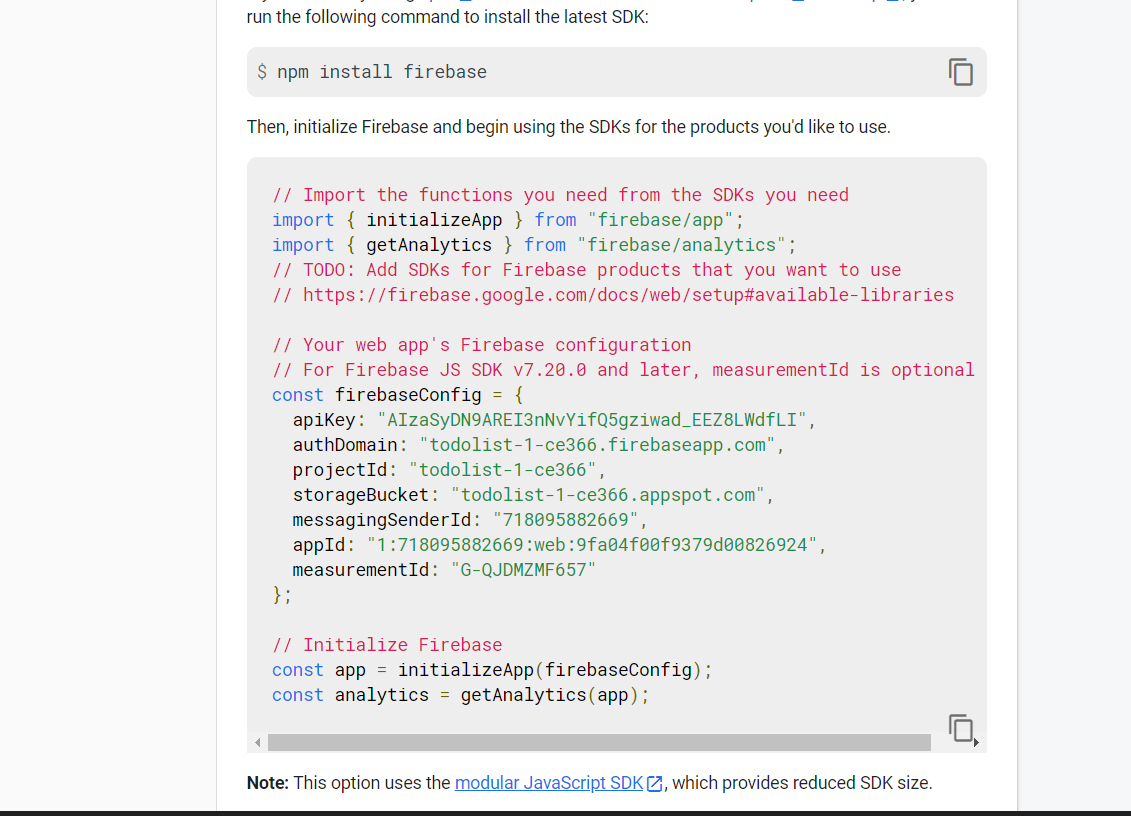 run the following command to install the latest SDK:
$ npm install firebase
Then, initialize Firebase and begin using the SDKs for the products you'd like to use.
// Import the functions you need from the SDKs you need
import { initializeApp } from "firebase/app";
import { getAnalytics } from "firebase/analytics";
// TODO: Add SDKs for Firebase products that you want to use
// https://firebase.google.com/docs/web/setup#available-libraries
// Your web app's Firebase configuration
// For Firebase JS SDK v7.20.0 and later, measurementId is optional
const firebaseConfig = {
apiKey: "AIzaSyDN9AREI3nNvYifQ5gziwad_EEZ8LWdfLI",
authDomain: "todolist-1-ce366.firebaseapp.com",
projectId: "todolist-1-ce366",
storageBucket: "todolist-1-ce366.appspot.com",
messagingSenderId: "718095882669",
appId: "1:718095882669:web:9fa04f00f9379d00826924",
measurementId: "G-QJDMZMF657"
};
// Initialize Firebase
const app = initializeApp(firebaseConfig);
const analytics = getAnalytics(app);
Note: This option uses the modular JavaScript SDK, which provides reduced SDK size.